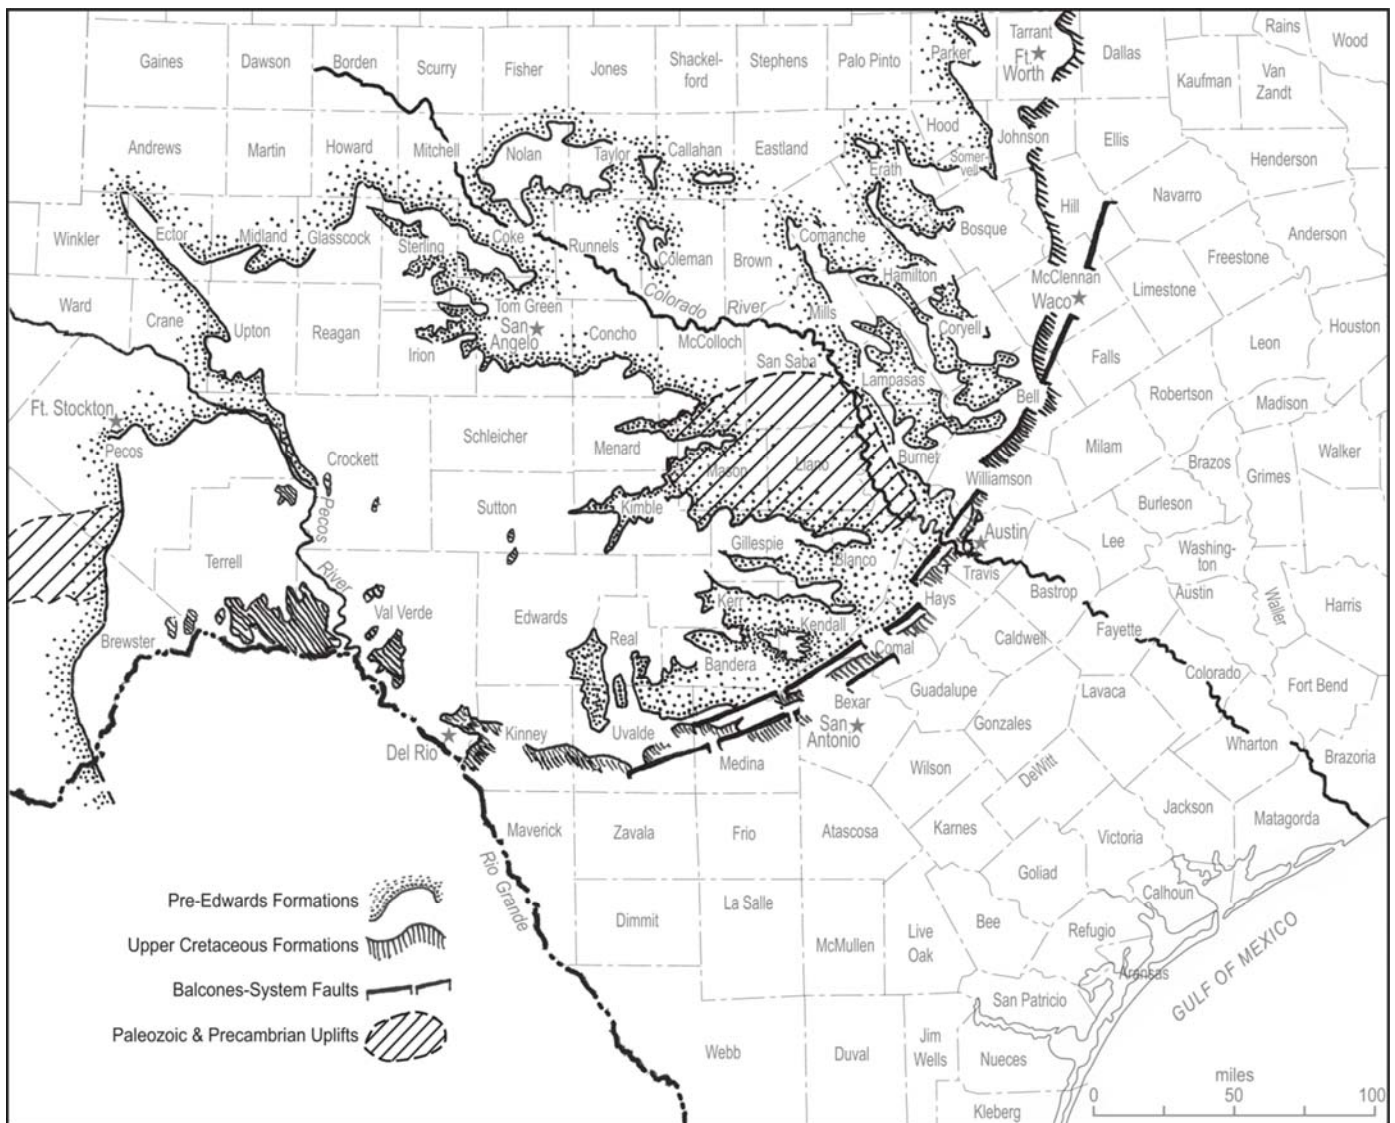 Rains
Wood
Tarrant
Ft.
Worth
Parker
Dallas
Gaines
Dawson
Borden
Scurry
Fisher
Jones
Shackel-
ford
Stephens
Palo Pinto
Kaufman
Van
Zandt
Hood
Johnson
Ellis
Andrews
Martin
Howard
Mitchell
Nolan
Taylor
Callahan
Eastland
Erath
Somer-
vell
Henderson
Hill
Navarro
Winkler
Ector
Midland
Glasscock
Sterling
Coke
Runnels
Coleman
Brown
Comanche
Bosque
Anderson
Hamilton
McClennan
Waco
Freestone
Limestone
Ward
Crane
Upton
Reagan
Irion
Tom Green
San
Angelo
Concho
Colorado
River
McColloch
Mills
Coryell
Houston
San Saba
Lampasas
Falls
Leon
Bell
Robertson
Madison
Ft. Stockton
Pecos
Crockett
Schleicher
Menard
Mason
Llano
Burnet
Milam
Brazos
Grimes
Walker
Williamson
Pecos
River
Sutton
Kimble
Burleson
Gillespie
Blanco
Austin
Travis
Lee
Washing-
ton
Terrell
Val Verde
Edwards
Kerr
Kendall
Hays
Bastrop
Austin
Waller
Harris
Brewster
Real
Bandera
Comal
Caldwell
Fayette
Colorado
Fort Bend
Guadalupe
Lavaca
Bexar
San
Antonio
Gonzales
Del Rio
Kinney
Uvalde
Medina
Wilson
DeWitt
Wharton
Brazoria
Maverick
Zavala
Frio
Atascosa
Karnes
Victoria
Jackson
Matagorda
Rio Grande
Goliad
Calhoun
Dimmit
La Salle
McMullen
Live
Oak
Bee
Refugio
Aransas
San Patricio
GULF OF MEXICO
Webb
Duval
Jim
Wells
Nueces
Kleberg
Pre-Edwards Formations
Upper Cretaceous Formations
Balcones-System Faults
Paleozoic & Precambrian Uplifts
miles
0 50 100